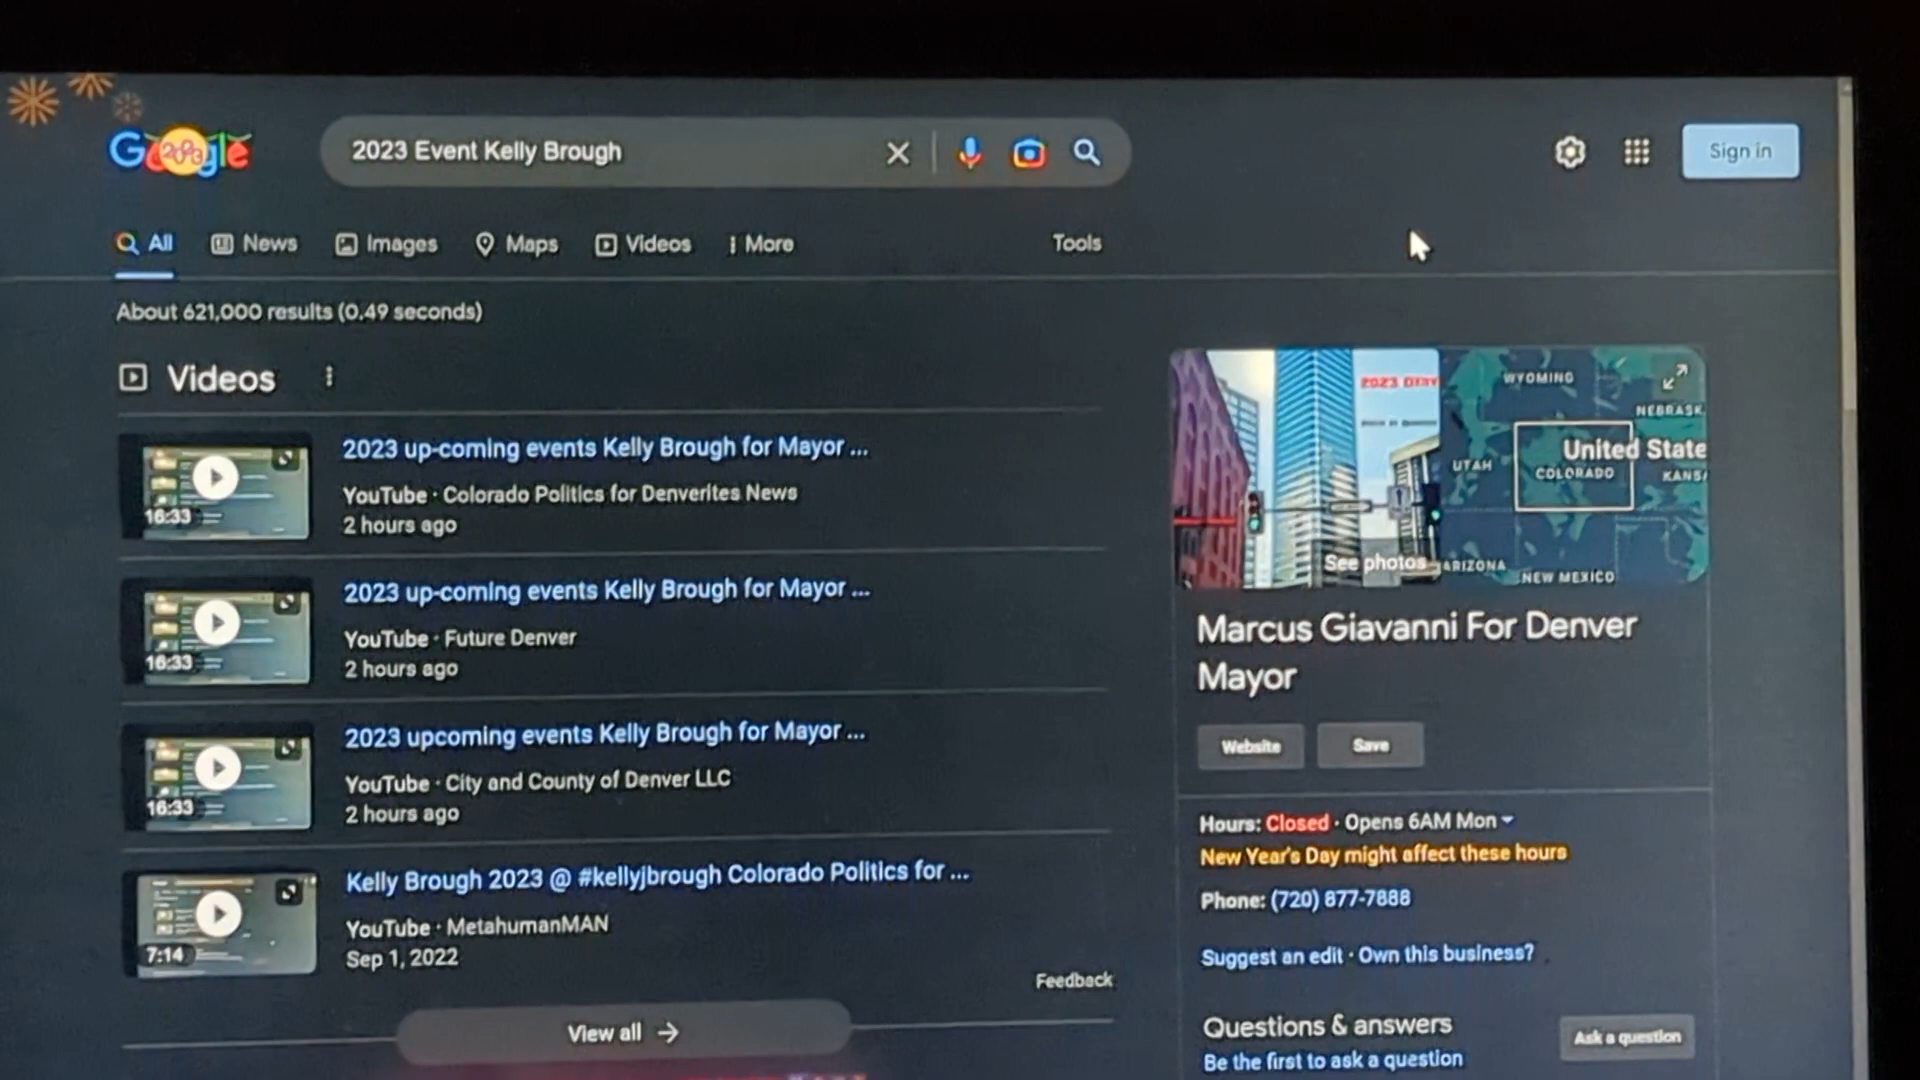 Google
2023
2023 Event Kelly Brough
Sign in
All
News
Images
Maps
Videos
More
Tools
About 621,000 results (0.49 seconds)
Videos
2023 up-coming events Kelly Brough for Mayor ...
YouTube · Colorado Politics for Denverites News
2 hours ago
16:33
2023 up-coming events Kelly Brough for Mayor ...
YouTube · Future Denver
2 hours ago
16:33
2023 upcoming events Kelly Brough for Mayor ...
YouTube · City and County of Denver LLC
2 hours ago
16:33
Kelly Brough 2023 @ #kellyjbrough Colorado Politics for ...
YouTube · MetahumanMAN
Sep 1, 2022
7:14
Feedback
View all
2023
WYOMING
NEBRASK
United State
UTAH
COLORADO
KANS
See photos
ARIZONA
NEW MEXICO
Marcus Giavanni For Denver
Mayor
Website
Save
Hours: Closed · Opens 6AM Mon
New Year's Day might affect these hours
Phone: (720) 877-7888
Suggest an edit · Own this business?
Questions & answers
Be the first to ask a question
Ask a question